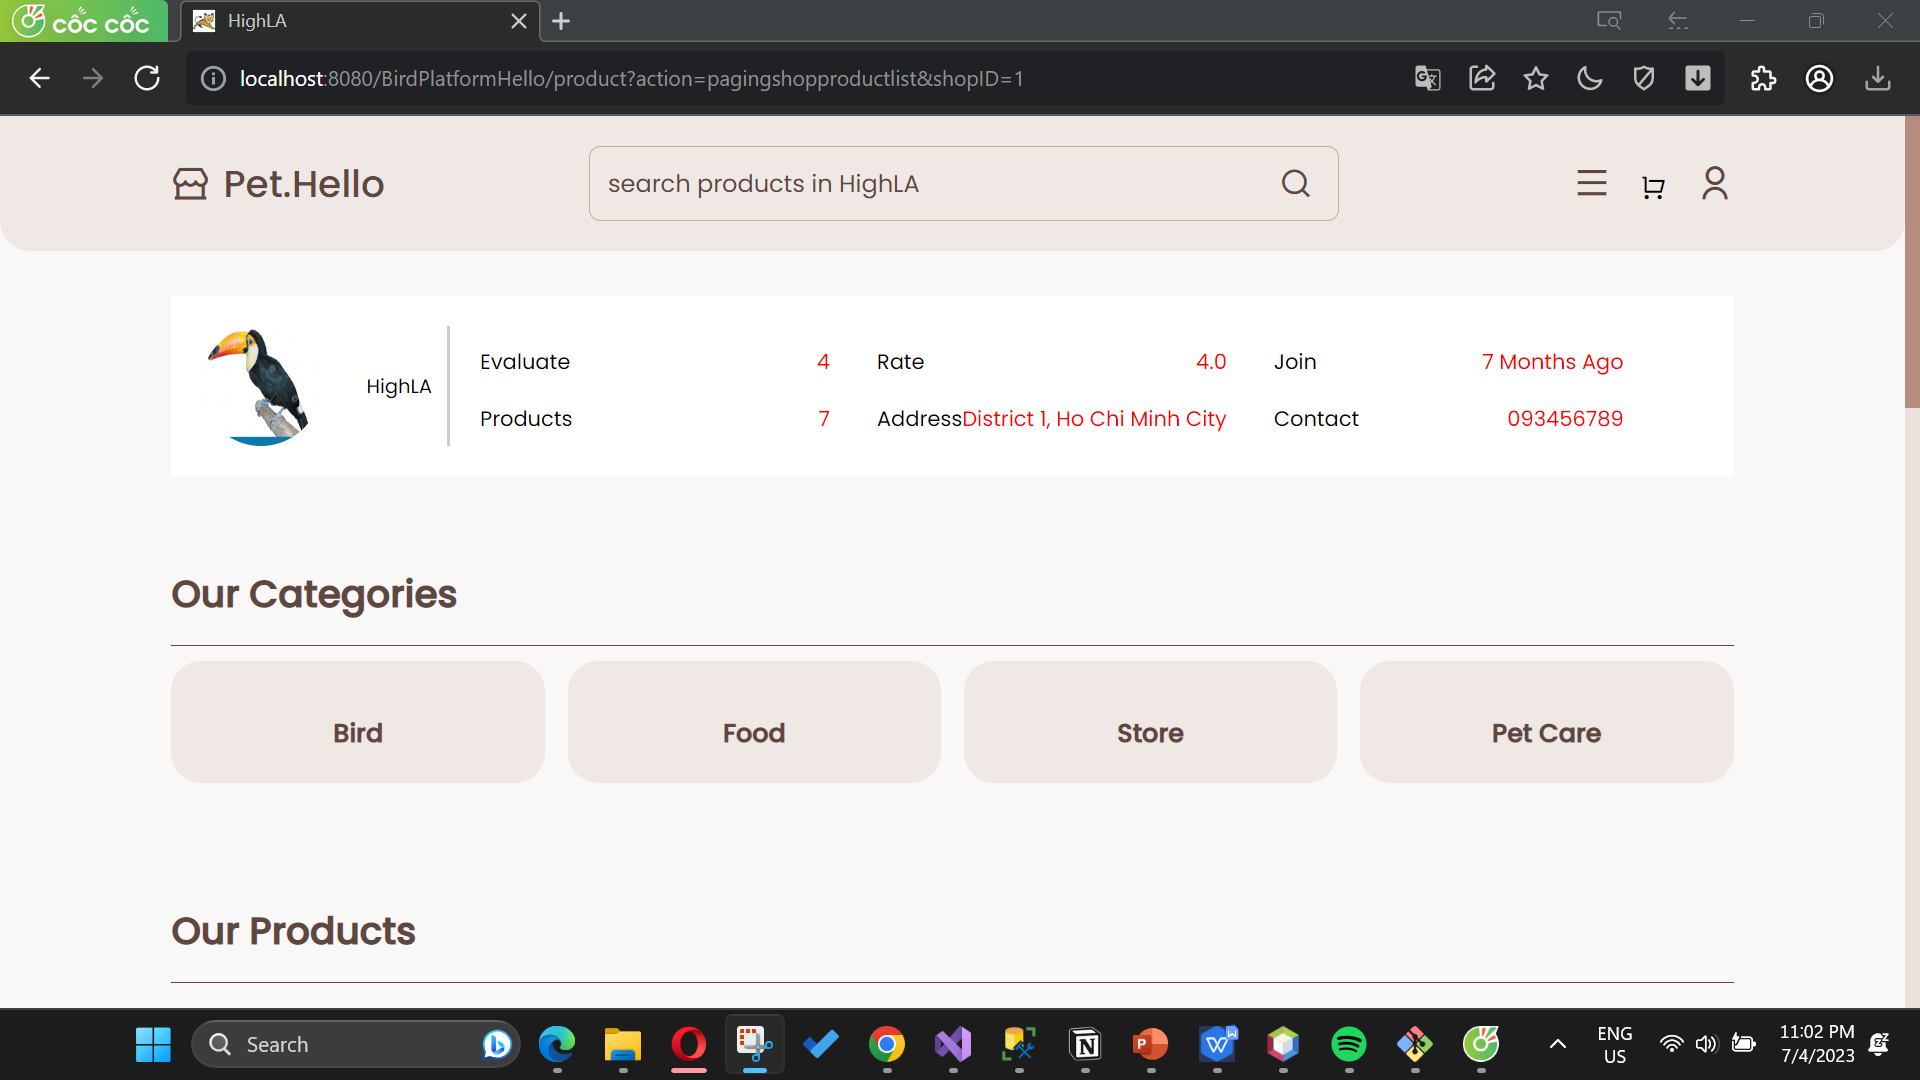 cốc cốc
HighLA
localhost:8080/BirdPlatformHello/product?action=pagingshopproductlist&shopID=1
Pet.Hello
search products in HighLA
HighLA
Evaluate 4 Rate 4.0 Join 7 Months Ago
Products 7 Address District 1, Ho Chi Minh City Contact 093456789
Our Categories
Bird Food Store Pet Care
Our Products
Search
ENG
US
11:02 PM
7/4/2023